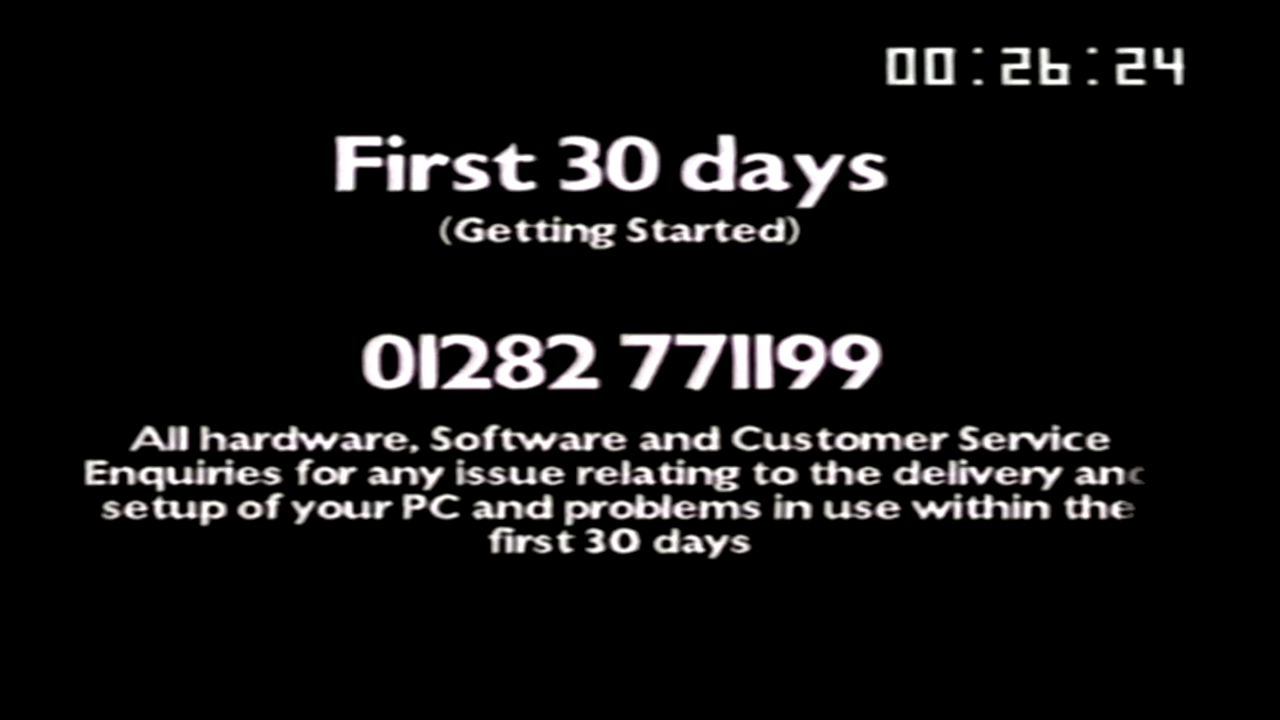 00:26:24
First 30 days
(Getting Started)
01282 771199
All hardware, Software and Customer Service
Enquiries for any issue relating to the delivery and
setup of your PC and problems in use within the
first 30 days